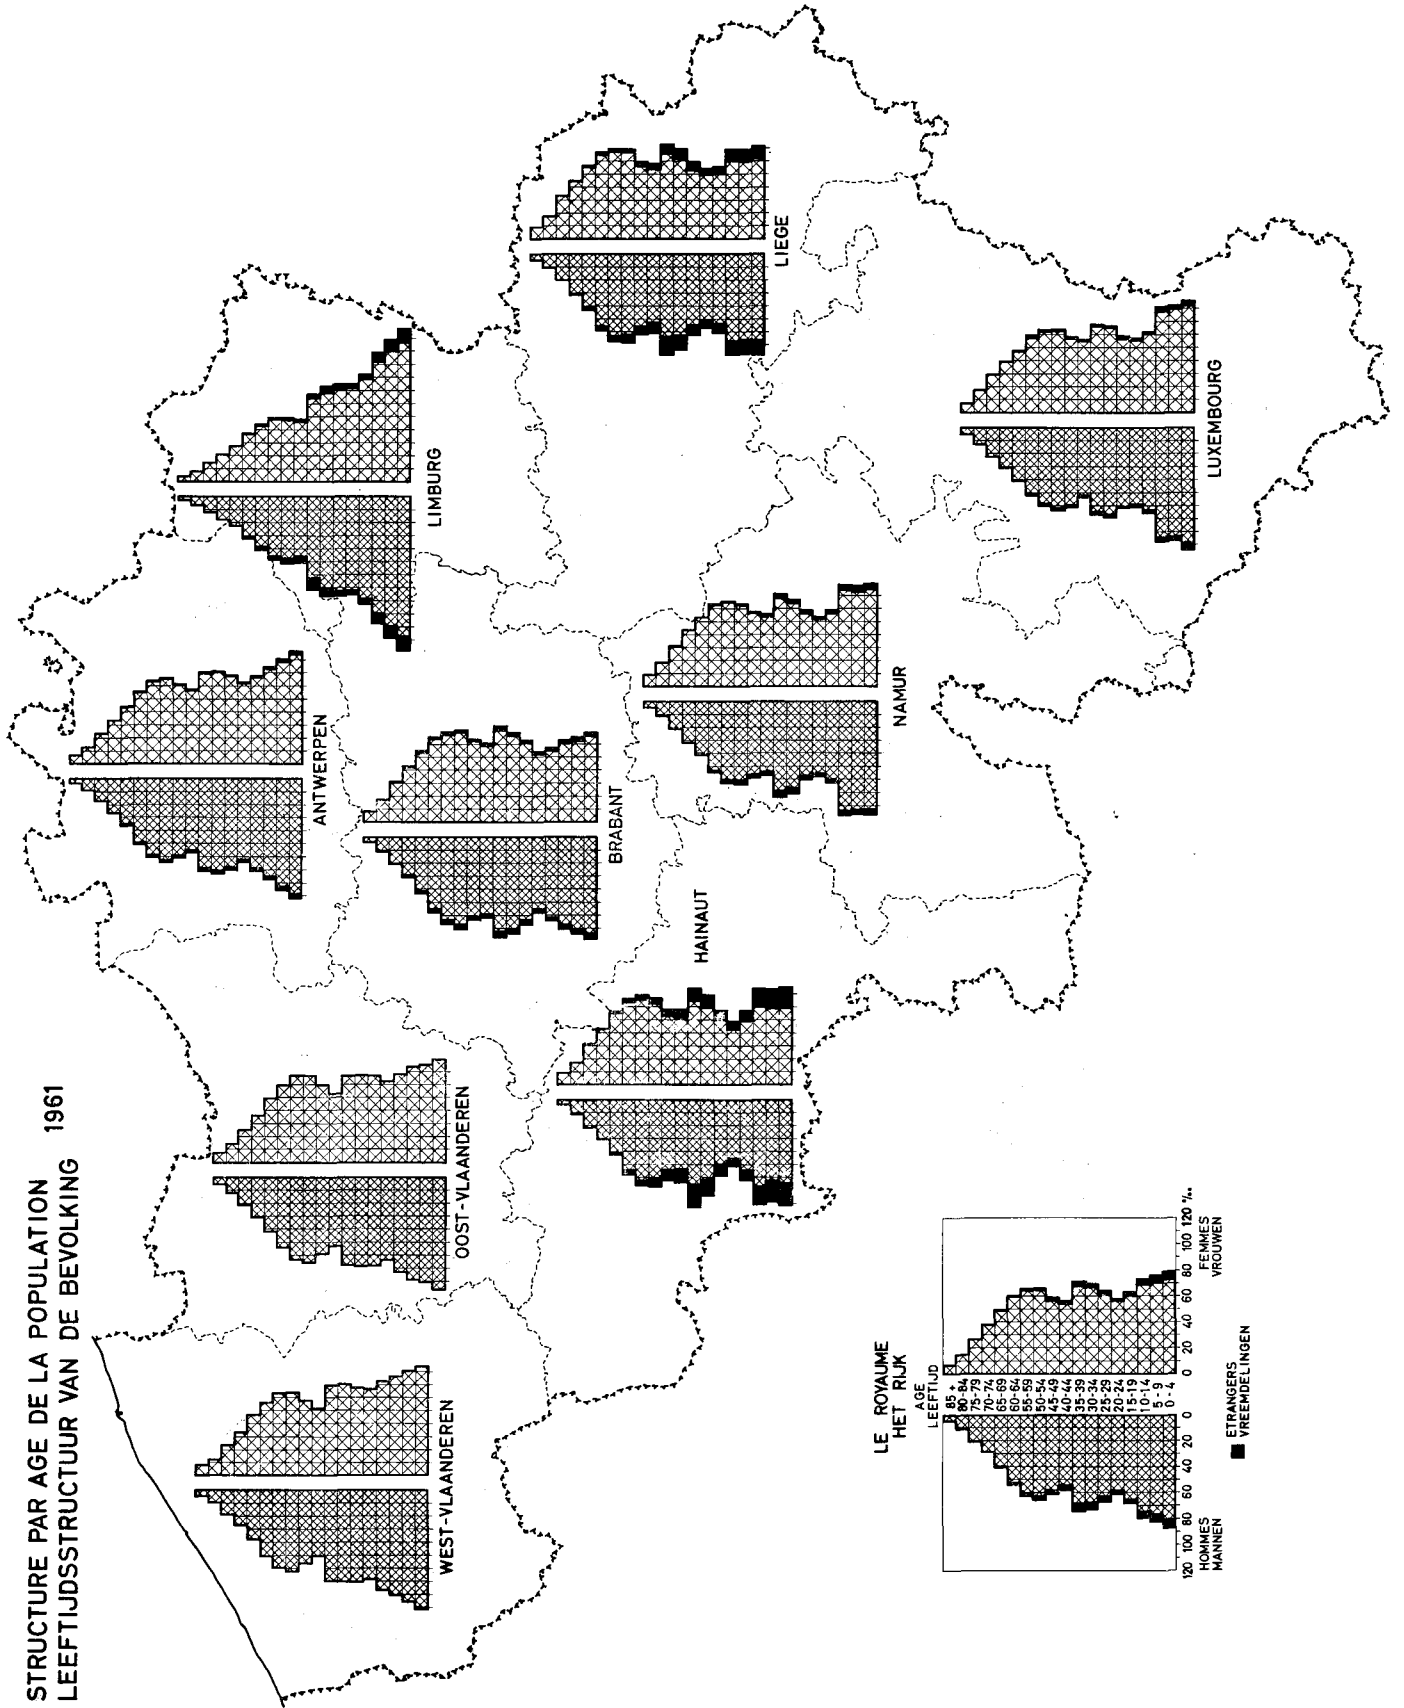 STRUCTURE PAR AGE DE LA POPULATION
LEEFTIJDSSTRUCTUUR VAN DE BEVOLKING 1961
WEST-VLAANDEREN
OOST-VLAANDEREN
ANTWERPEN
LIMBURG
BRABANT
HAINAUT
NAMUR
LIEGE
LUXEMBOURG
LE ROYAUME
HET RIJK
AGE
LEEFTIJD
85 +
80-84
75-79
70-74
65-69
60-64
55-59
50-54
45-49
40-44
35-39
30-34
25-29
20-24
15-19
10-14
5 - 9
0 - 4
120 100 80 60 40 20 0 0 20 40 60 80 100 120 ‰
HOMMES
MANNEN
FEMMES
VROUWEN
ETRANGERS
VREEMDELINGEN